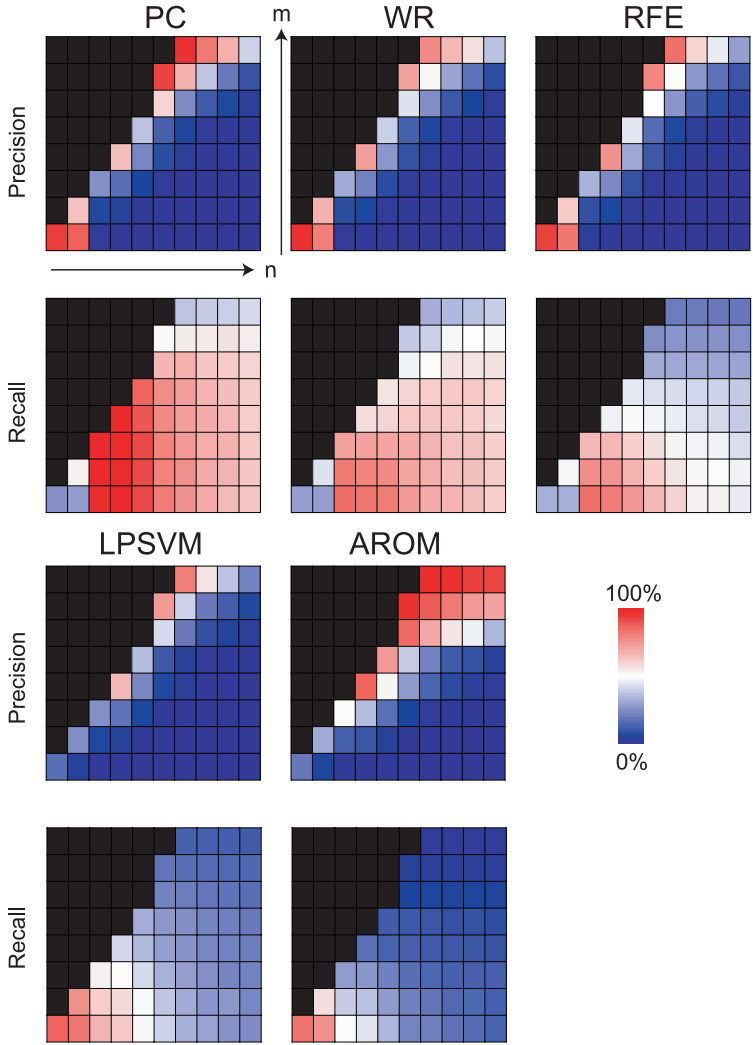 PC
m
WR
RFE
Precision
n
Recall
LPSVM
AROM
Precision
100%
0%
Recall